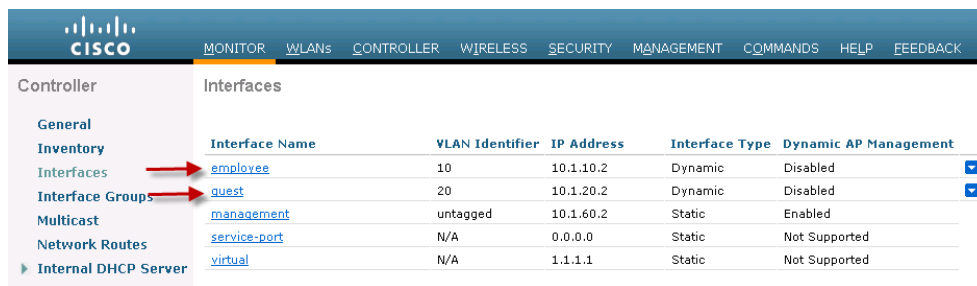 CISCO
MONITOR WLANs CONTROLLER WIRELESS SECURITY MANAGEMENT COMMANDS HELP FEEDBACK
Controller
General
Inventory
Interfaces
Interface Groups
Multicast
Network Routes
Internal DHCP Server
Interfaces
Interface Name VLAN Identifier IP Address Interface Type Dynamic AP Management
employee 10 10.1.10.2 Dynamic Disabled
guest 20 10.1.20.2 Dynamic Disabled
management untagged 10.1.60.2 Static Enabled
service-port N/A 0.0.0.0 Static Not Supported
virtual N/A 1.1.1.1 Static Not Supported